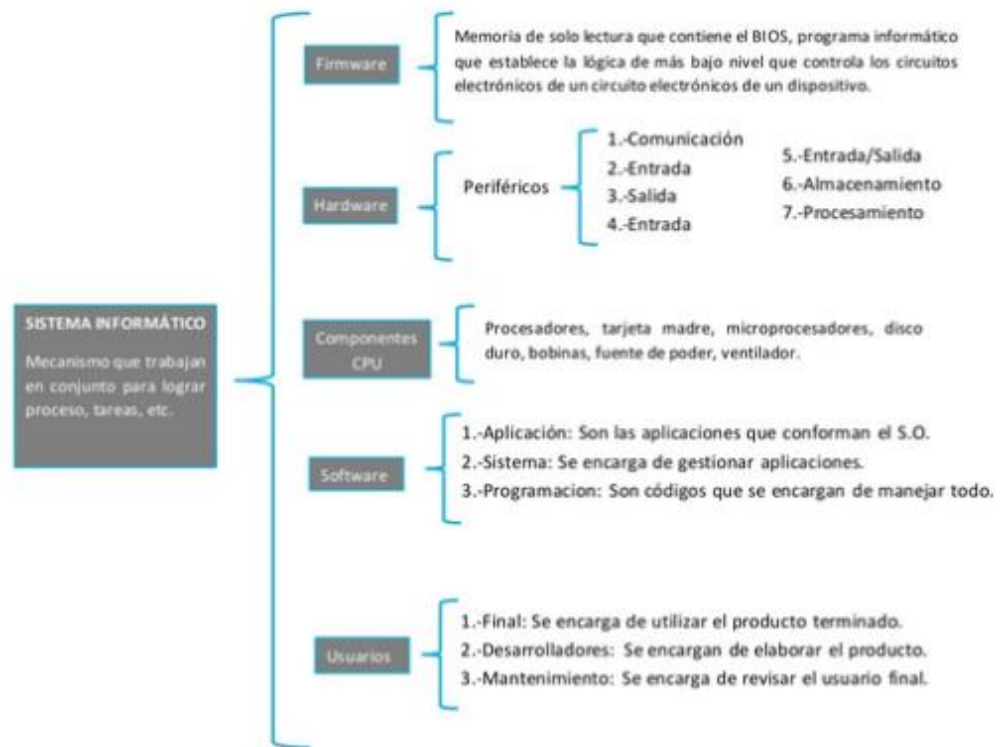 Firmware
Memoria de solo lectura que contiene el BIOS, programa informático
que establece la lógica de más bajo nivel que controla los circuitos
electrónicos de un circuito electrónicos de un dispositivo.
Hardware
Periféricos
1.-Comunicación
2.-Entrada
3.-Salida
4.-Entrada
5.-Entrada/Salida
6.-Almacenamiento
7.-Procesamiento
SISTEMA INFORMÁTICO
Mecanismo que trabajan
en conjunto para lograr
proceso, tareas, etc.
Componentes
CPU
Procesadores, tarjeta madre, microprocesadores, disco
duro, bobinas, fuente de poder, ventilador.
Software
1.-Aplicación: Son las aplicaciones que conforman el S.O.
2.-Sistema: Se encarga de gestionar aplicaciones.
3.-Programacion: Son códigos que se encargan de manejar todo.
Usuarios
1.-Final: Se encarga de utilizar el producto terminado.
2.-Desarrolladores: Se encargan de elaborar el producto.
3.-Mantenimiento: Se encarga de revisar el usuario final.